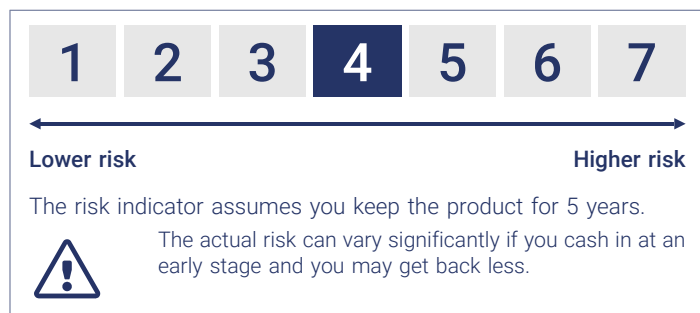 1 2 3 4 5 6 7
Lower risk Higher risk
The risk indicator assumes you keep the product for 5 years.
The actual risk can vary significantly if you cash in at an
early stage and you may get back less.